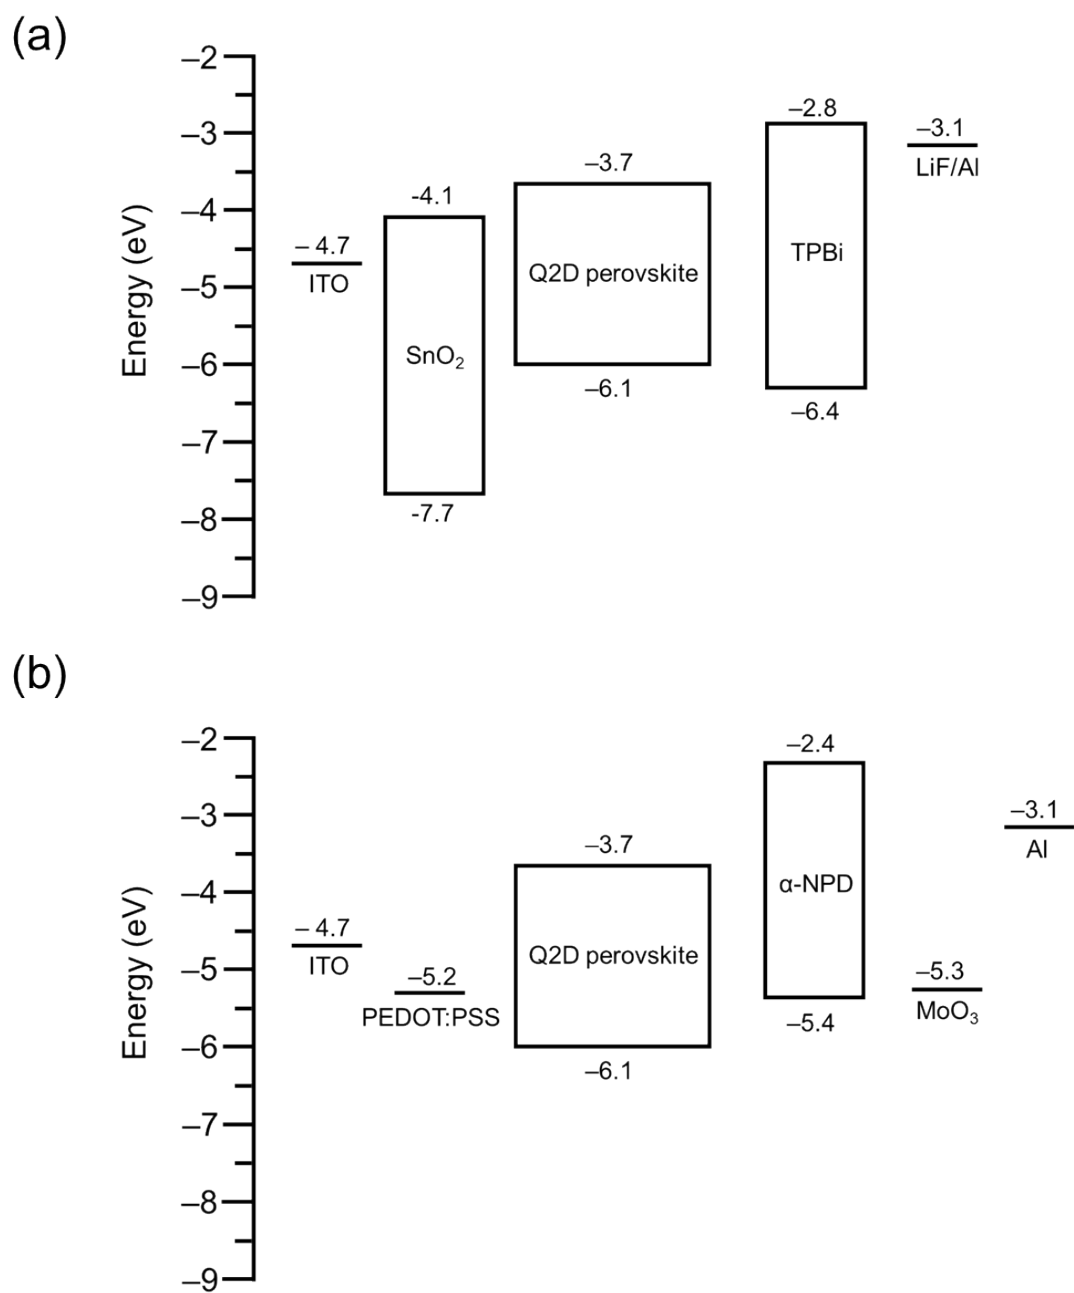 (a)
–2
–3
–4
–5
–6
–7
–8
–9
Energy (eV)
– 4.7
ITO
-4.1
SnO₂
-7.7
–3.7
Q2D perovskite
–6.1
–2.8
TPBi
–6.4
–3.1
LiF/Al
(b)
–2
–3
–4
–5
–6
–7
–8
–9
Energy (eV)
– 4.7
ITO
–5.2
PEDOT:PSS
–3.7
Q2D perovskite
–6.1
–2.4
α-NPD
–5.4
–5.3
MoO₃
–3.1
Al